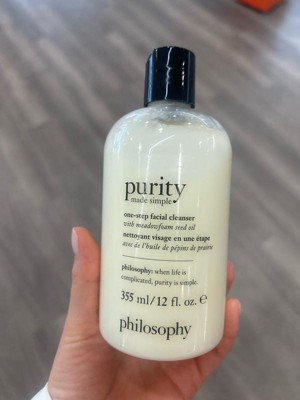 purity
made simple
one-step facial cleanser
with meadowfoam seed oil
nettoyant visage en une étape
avec de l'huile de pépins de prairie
philosophy: when life is
complicated, purity is simple.
355 ml/12 fl. oz. ℮
philosophy